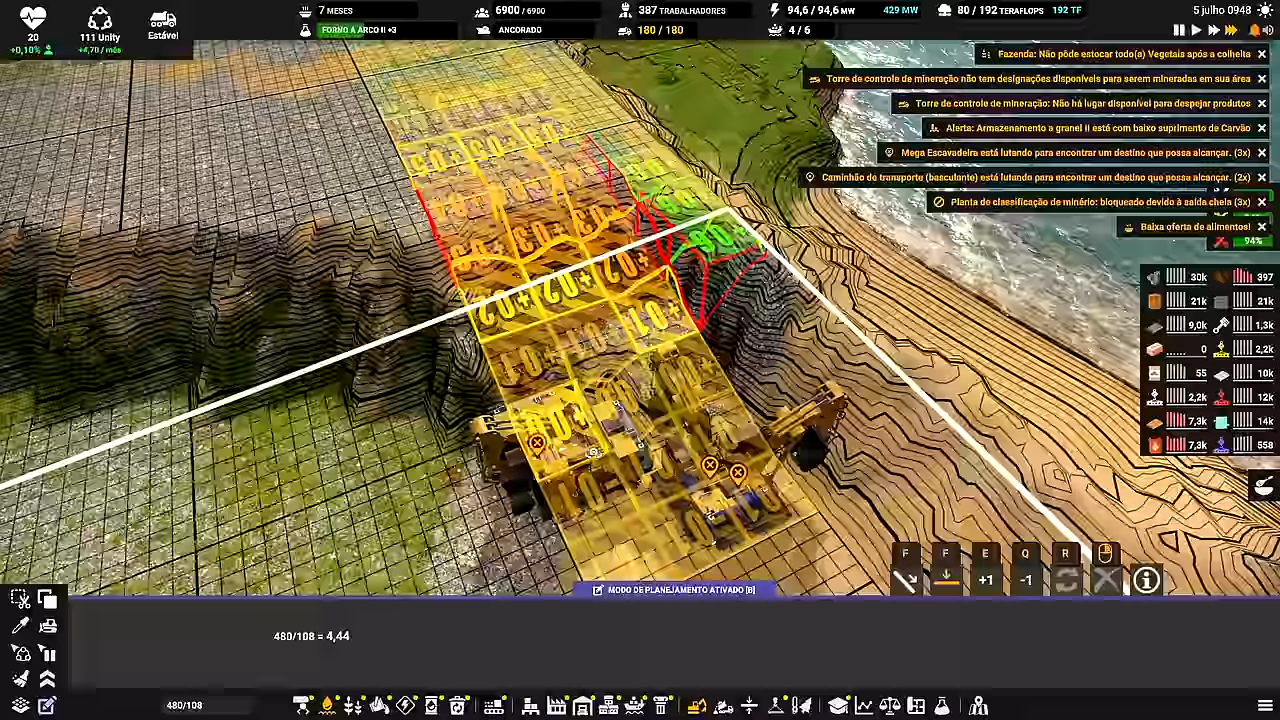 7 MESES
6900 / 6900
387 TRABALHADORES
94,6 / 94,6 MW
429 MW
80 / 192 TERAFLOPS
192 TF
5 julho 0948
20
111 Unity
Estável
+0,10%
+4,70 / mês
FORNO A ARCO II +3
ANCORADO
180 / 180
4 / 6
Fazenda: Não pôde estocar todo(a) Vegetais após a colheita
Torre de controle de mineração não tem designações disponíveis para serem mineradas em sua área
Torre de controle de mineração: Não há lugar disponível para despejar produtos
Alerta: Armazenamento a granel II está com baixo suprimento de Carvão
Mega Escavadeira está lutando para encontrar um destino que possa alcançar. (3x)
Caminhão de transporte (basculante) está lutando para encontrar um destino que possa alcançar. (2x)
Planta de classificação de minério: bloqueado devido à saída cheia (3x)
Baixa oferta de alimentos!
94%
30k
397
21k
21k
9,0k
1,3k
0
2,2k
55
10k
2,2k
12k
7,3k
14k
7,3k
558
+02 +02 +02
F F E Q R
+1 -1
MODO DE PLANEJAMENTO ATIVADO [B]
480/108 = 4,44
480/108